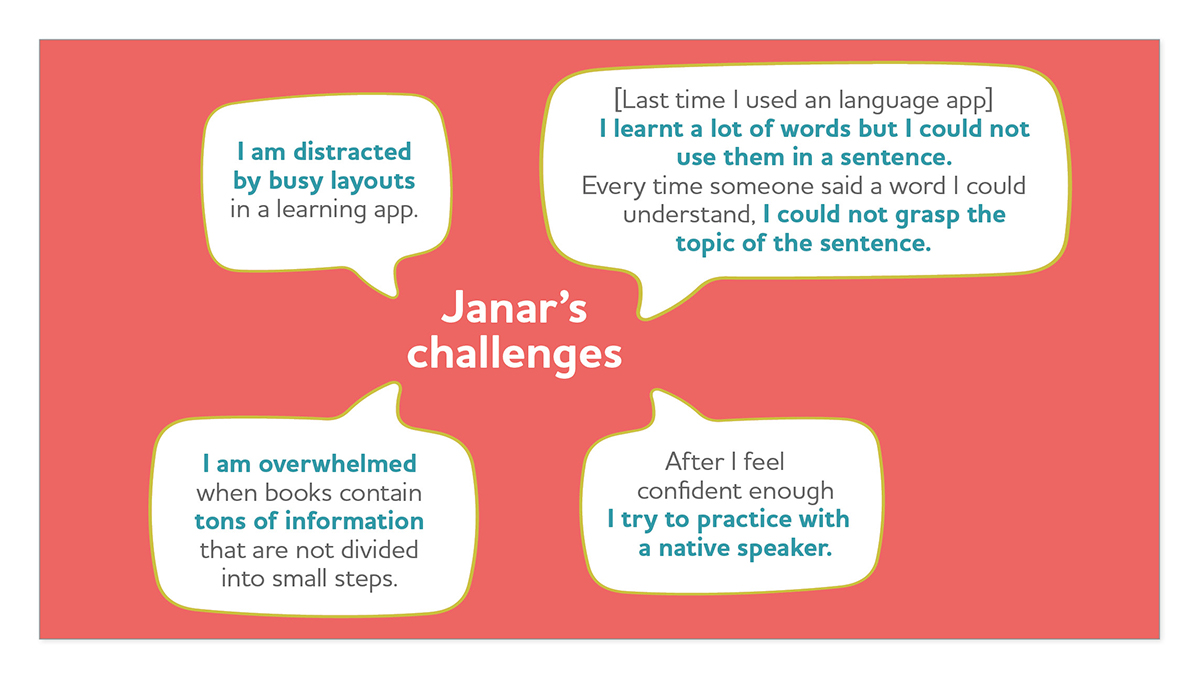 I am distracted
by busy layouts
in a learning app.
[Last time I used an language app]
I learnt a lot of words but I could not
use them in a sentence.
Every time someone said a word I could
understand, I could not grasp the
topic of the sentence.
Janar’s
challenges
I am overwhelmed
when books contain
tons of information
that are not divided
into small steps.
After I feel
confident enough
I try to practice with
a native speaker.